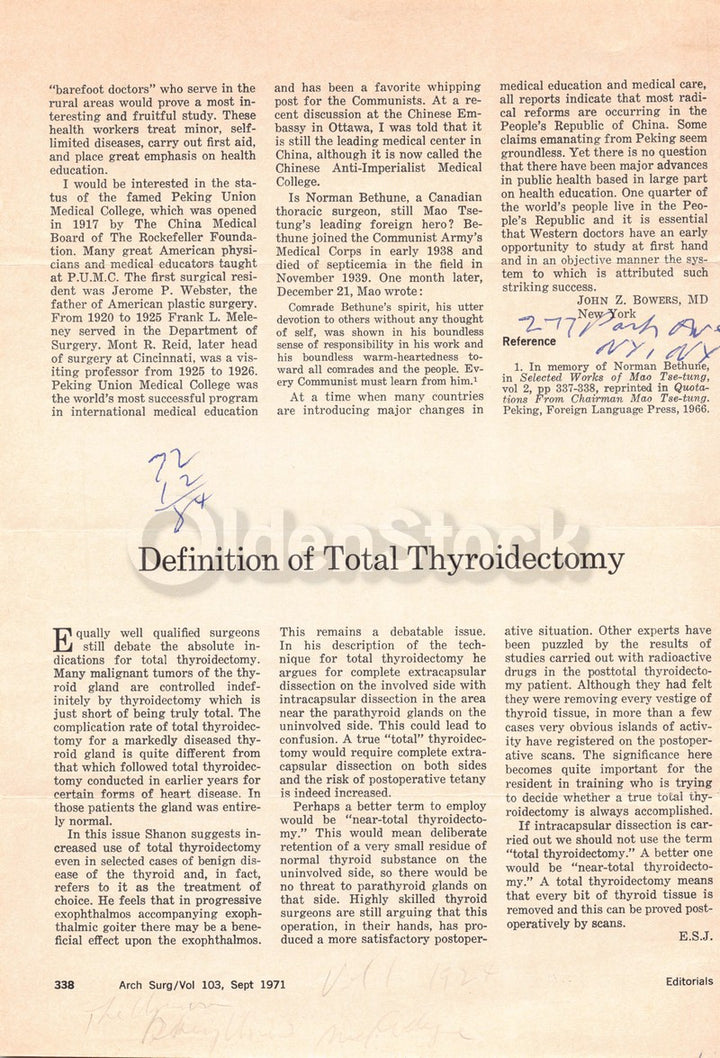 “barefoot doctors” who serve in the
rural areas would prove a most in-
teresting and fruitful study. These
health workers treat minor, self-
limited diseases, carry out first aid,
and place great emphasis on health
education.
I would be interested in the sta-
tus of the famed Peking Union
Medical College, which was opened
in 1917 by The China Medical
Board of The Rockefeller Founda-
tion. Many great American physi-
cians and medical educators taught
at P.U.M.C. The first surgical resi-
dent was Jerome P. Webster, the
father of American plastic surgery.
From 1920 to 1925 Frank L. Mele-
ney served in the Department of
Surgery. Mont R. Reid, later head
of surgery at Cincinnati, was a vis-
iting professor from 1925 to 1926.
Peking Union Medical College was
the world's most successful program
in international medical education
and has been a favorite whipping
post for the Communists. At a re-
cent discussion at the Chinese Em-
bassy in Ottawa, I was told that it
is still the leading medical center in
China, although it is now called the
Chinese Anti-Imperialist Medical
College.
Is Norman Bethune, a Canadian
thoracic surgeon, still Mao Tse-
tung's leading foreign hero? Be-
thune joined the Communist Army's
Medical Corps in early 1938 and
died of septicemia in the field in
November 1939. One month later,
December 21, Mao wrote:
Comrade Bethune's spirit, his utter
devotion to others without any thought
of self, was shown in his boundless
sense of responsibility in his work and
his boundless warm-heartedness to-
ward all comrades and the people. Ev-
ery Communist must learn from him.¹
At a time when many countries
are introducing major changes in
medical education and medical care,
all reports indicate that most radi-
cal reforms are occurring in the
People's Republic of China. Some
claims emanating from Peking seem
groundless. Yet there is no question
that there have been major advances
in public health based in large part
on health education. One quarter of
the world's people live in the Peo-
ple's Republic and it is essential
that Western doctors have an early
opportunity to study at first hand
and in an objective manner the sys-
tem to which is attributed such
striking success.
JOHN Z. BOWERS, MD
New York
277 Park Ave
NY, NY
Reference
1. In memory of Norman Bethune,
in Selected Works of Mao Tse-tung,
vol 2, pp 337-338, reprinted in Quota-
tions From Chairman Mao Tse-tung.
Peking, Foreign Language Press, 1966.
72
12
84
OldenStock
Definition of Total Thyroidectomy
Equally well qualified surgeons
still debate the absolute in-
dications for total thyroidectomy.
Many malignant tumors of the thy-
roid gland are controlled indef-
initely by thyroidectomy which is
just short of being truly total. The
complication rate of total thyroidec-
tomy for a markedly diseased thy-
roid gland is quite different from
that which followed total thyroidec-
tomy conducted in earlier years for
certain forms of heart disease. In
those patients the gland was entire-
ly normal.
In this issue Shanon suggests in-
creased use of total thyroidectomy
even in selected cases of benign dis-
ease of the thyroid and, in fact,
refers to it as the treatment of
choice. He feels that in progressive
exophthalmos accompanying exoph-
thalmic goiter there may be a bene-
ficial effect upon the exophthalmos.
This remains a debatable issue.
In his description of the tech-
nique for total thyroidectomy he
argues for complete extracapsular
dissection on the involved side with
intracapsular dissection in the area
near the parathyroid glands on the
uninvolved side. This could lead to
confusion. A true “total” thyroidec-
tomy would require complete extra-
capsular dissection on both sides
and the risk of postoperative tetany
is indeed increased.
Perhaps a better term to employ
would be “near-total thyroidecto-
my.” This would mean deliberate
retention of a very small residue of
normal thyroid substance on the
uninvolved side, so there would be
no threat to parathyroid glands on
that side. Highly skilled thyroid
surgeons are still arguing that this
operation, in their hands, has pro-
duced a more satisfactory postoper-
ative situation. Other experts have
been puzzled by the results of
studies carried out with radioactive
drugs in the posttotal thyroidecto-
my patient. Although they had felt
they were removing every vestige of
thyroid tissue, in more than a few
cases very obvious islands of activ-
ity have registered on the postoper-
ative scans. The significance here
becomes quite important for the
resident in training who is trying
to decide whether a true total thy-
roidectomy is always accomplished.
If intracapsular dissection is car-
ried out we should not use the term
“total thyroidectomy.” A better one
would be “near-total thyroidecto-
my.” A total thyroidectomy means
that every bit of thyroid tissue is
removed and this can be proved post-
operatively by scans.
E.S.J.
338 Arch Surg/Vol 103, Sept 1971
Editorials
Vol 1 192
The